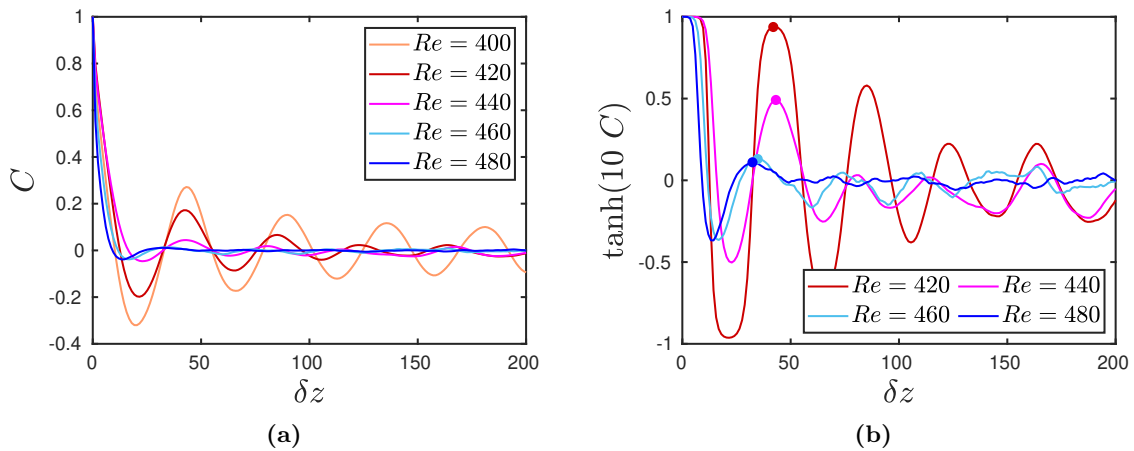 1
0.8
0.6
0.4
0.2
0
-0.2
-0.4
C
0 50 100 150 200
δz
Re = 400
Re = 420
Re = 440
Re = 460
Re = 480
(a)
1
0.5
0
-0.5
-1
tanh(10 C)
0 50 100 150 200
δz
Re = 420 Re = 440
Re = 460 Re = 480
(b)